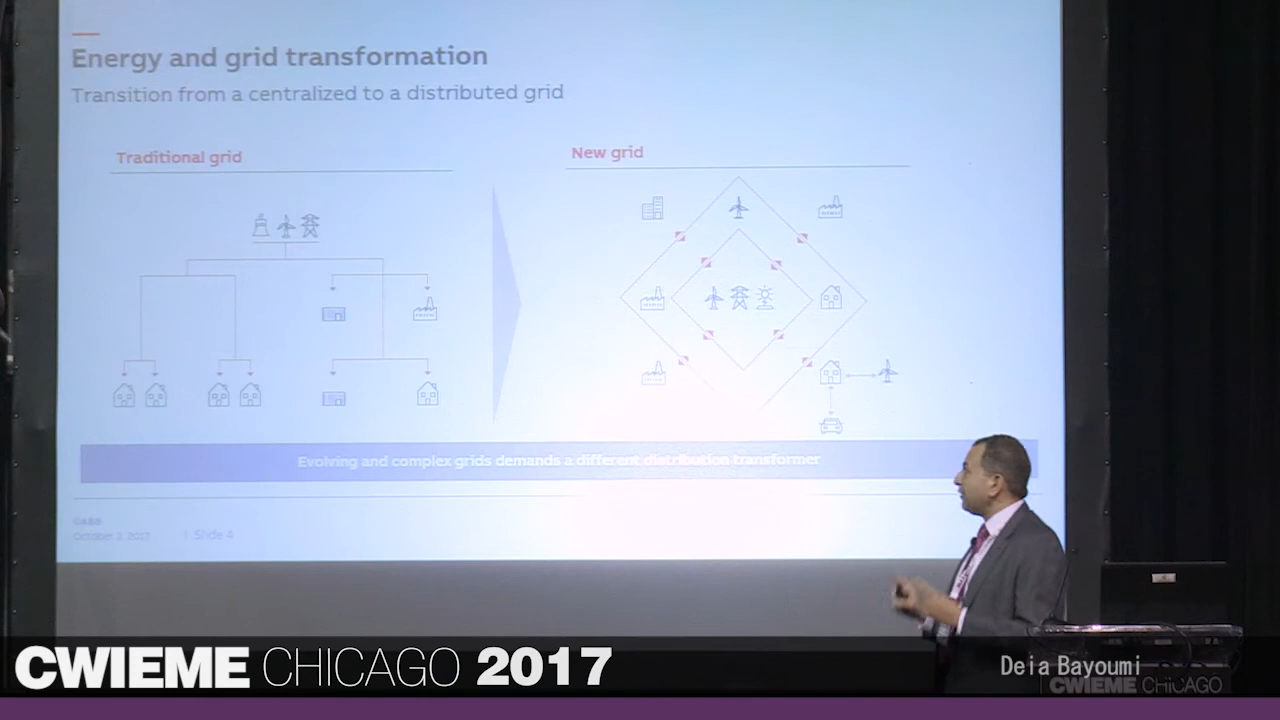 Energy and grid transformation
Transition from a centralized to a distributed grid
Traditional grid
New grid
Evolving and complex grids demands a different distribution transformer
October 3, 2017
Slide 4
CWIEME CHICAGO 2017
Deia Bayoumi
CWIEME CHICAGO